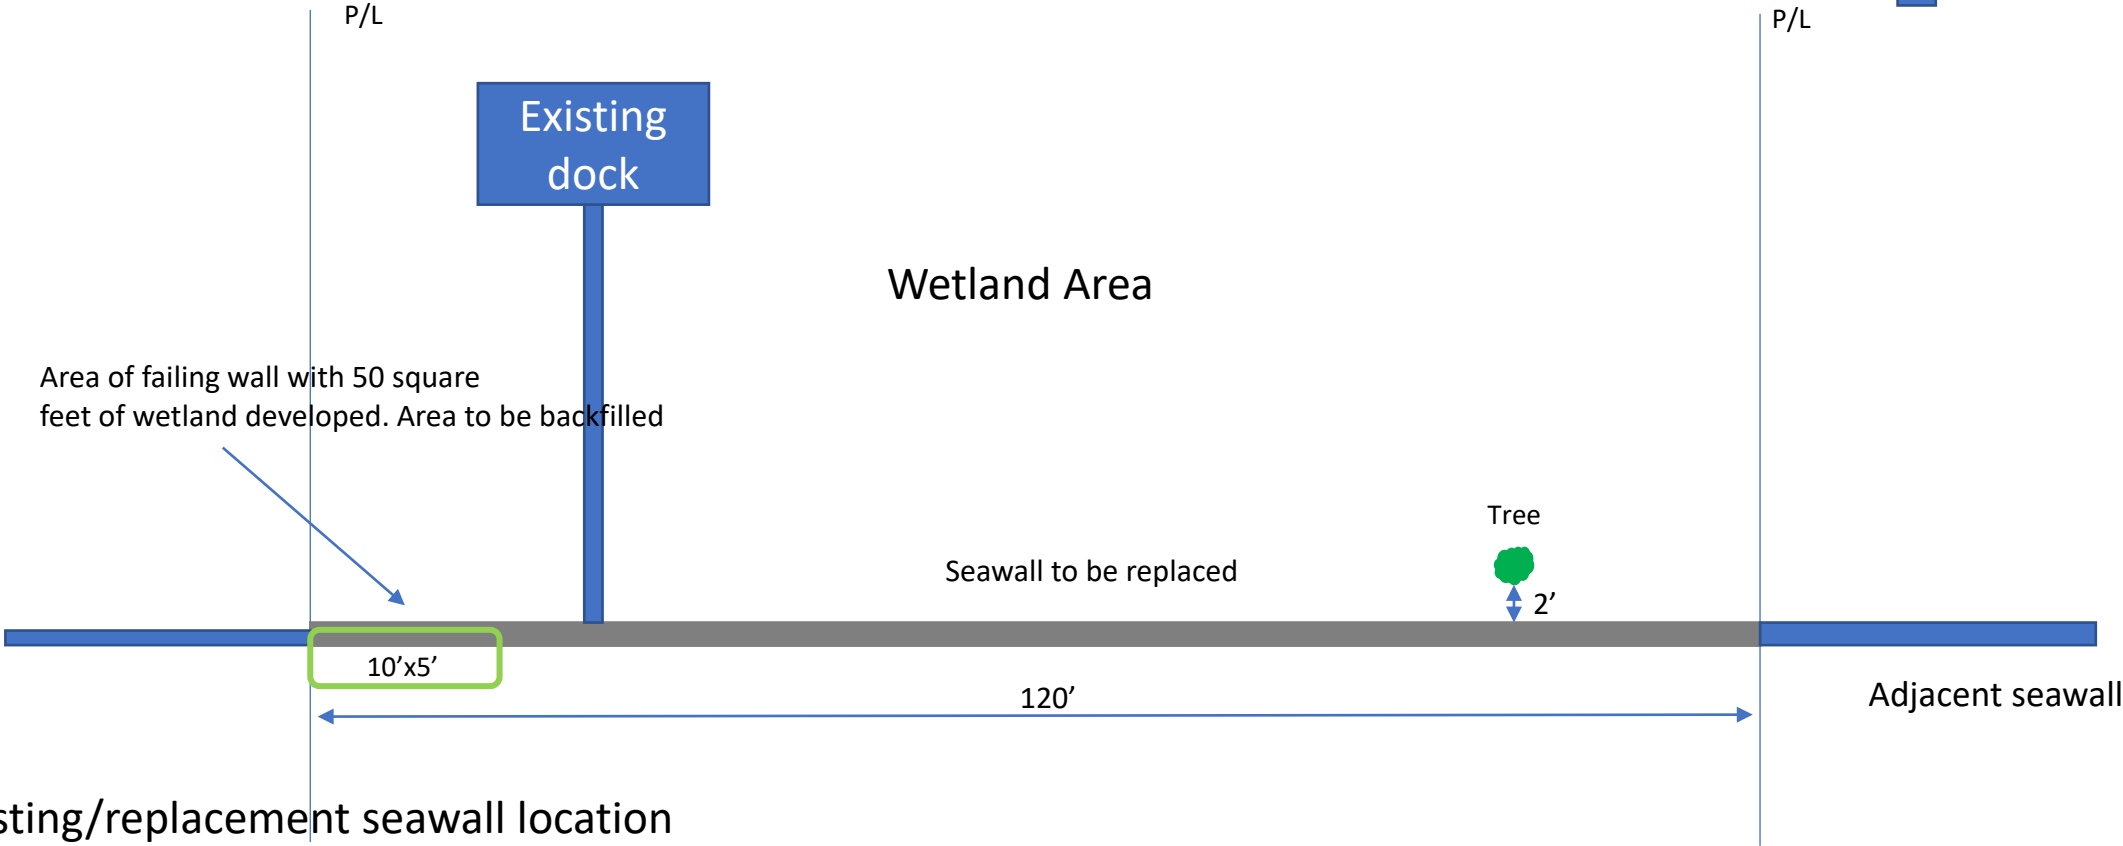 P/L
P/L
Existing
dock
Wetland Area
Area of failing wall with 50 square
feet of wetland developed. Area to be backfilled
Tree
Seawall to be replaced
2’
10’x5’
120’
Adjacent seawall
sting/replacement seawall location